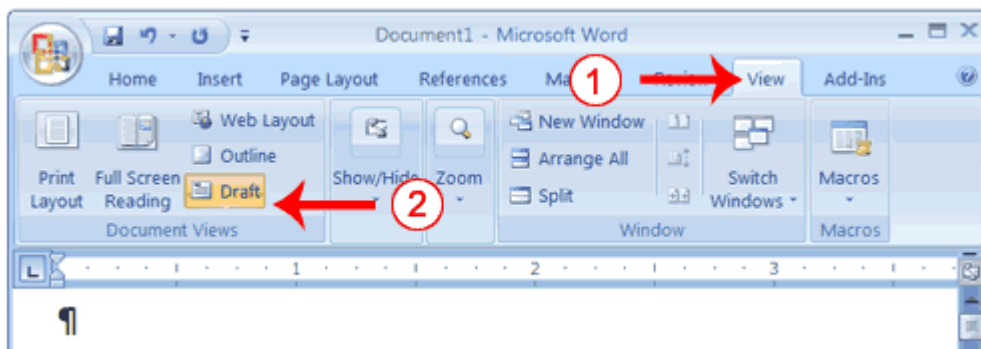 Document1 - Microsoft Word
Home Insert Page Layout References Ma 1 Review View Add-Ins
Web Layout
Outline
Draft
Print Layout
Full Screen Reading
Show/Hide
Zoom
2
New Window
Arrange All
Split
Switch Windows
Macros
Document Views
Window
Macros
L 1 2 3
¶